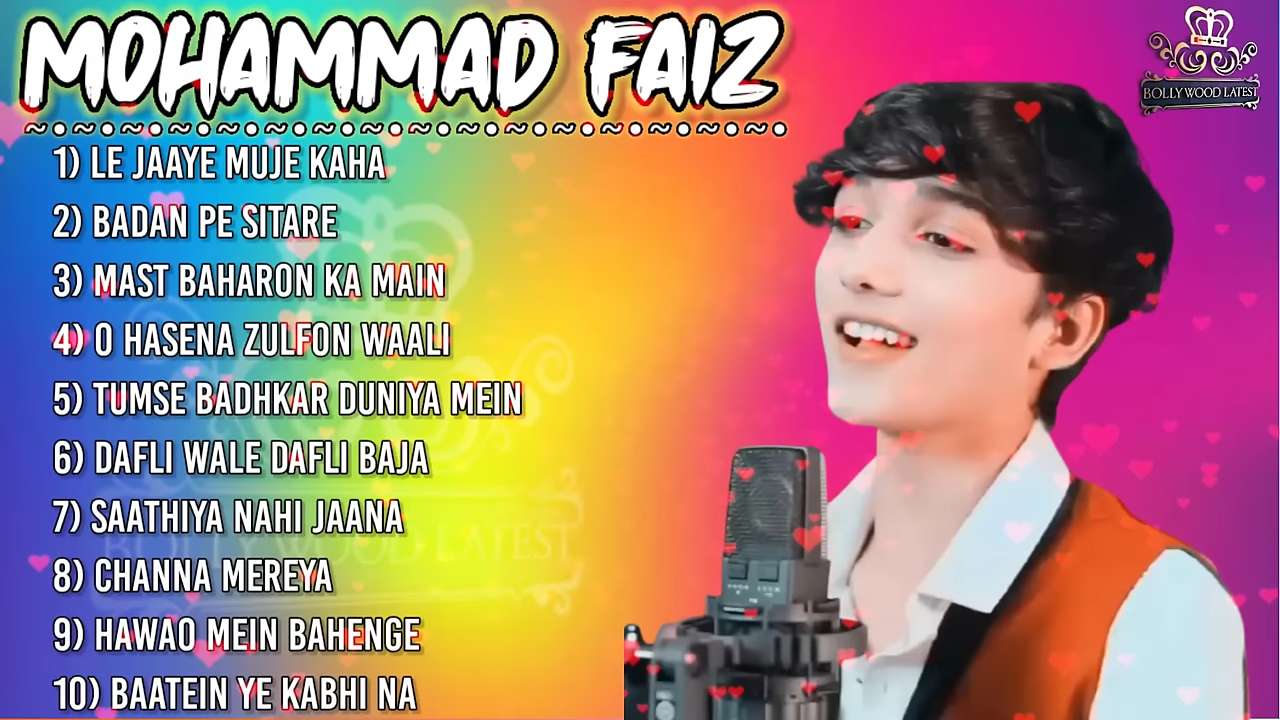 MOHAMMAD FAIZ
~•~•~•~•~•~•~•~•~•~•~•~•~•~•~•~•
1) LE JAAYE MUJE KAHA
2) BADAN PE SITARE
3) MAST BAHARON KA MAIN
4) O HASENA ZULFON WAALI
5) TUMSE BADHKAR DUNIYA MEIN
6) DAFLI WALE DAFLI BAJA
7) SAATHIYA NAHI JAANA
8) CHANNA MEREYA
9) HAWAO MEIN BAHENGE
10) BAATEIN YE KABHI NA
BOLLYWOOD LATEST
BOLLYWOOD LATEST